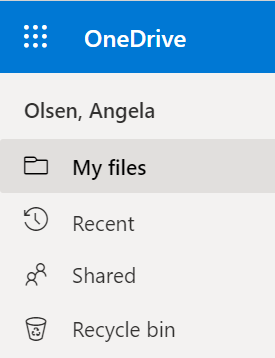 OneDrive
Olsen, Angela
My files
Recent
Shared
Recycle bin